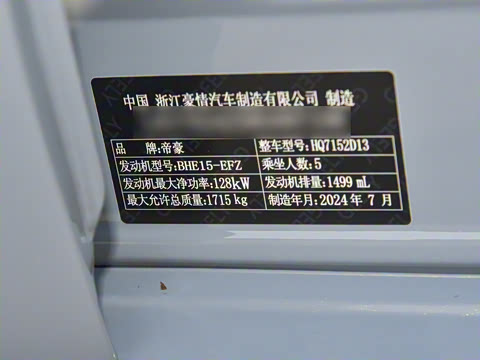 中国 浙江豪情汽车制造有限公司 制造
品 牌:帝豪 整车型号:HQ7152D13
发动机型号:BHE15-EFZ 乘坐人数:5
发动机最大净功率:128kW 发动机排量:1499 mL
最大允许总质量:1715 kg 制造年月:2024 年 7 月